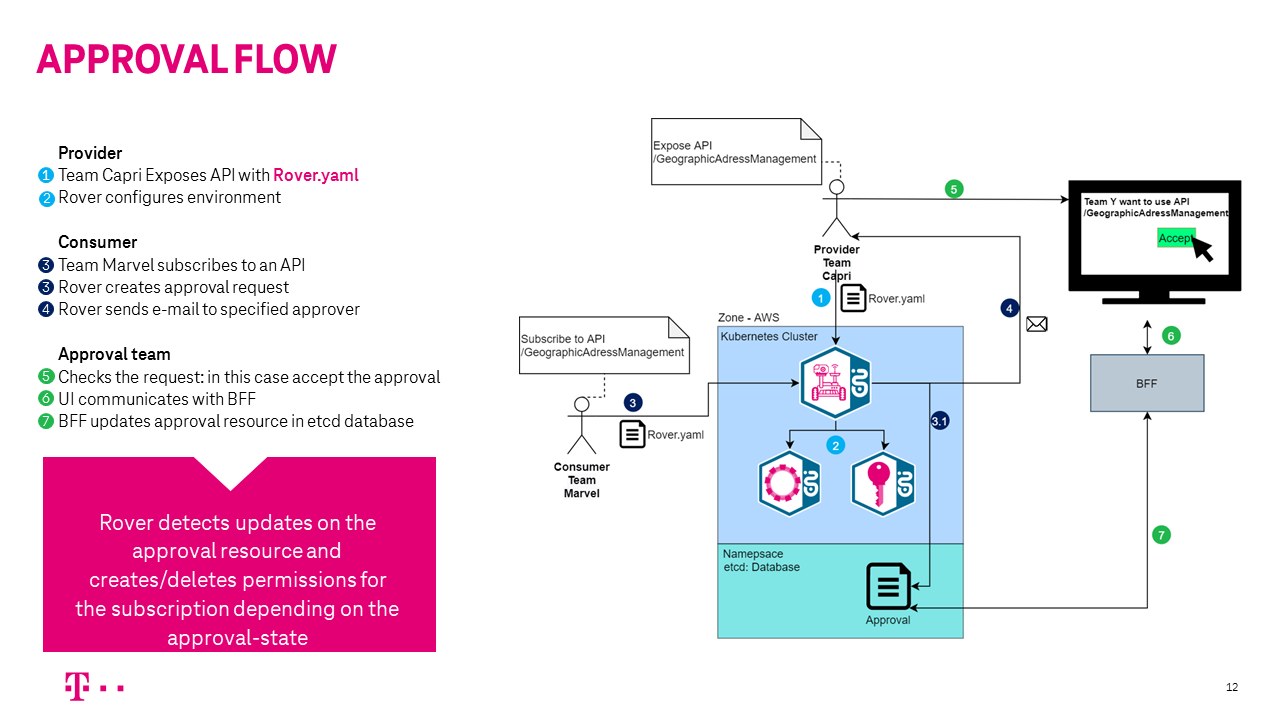 APPROVAL FLOW
Provider
1 Team Capri Exposes API with Rover.yaml
2 Rover configures environment
Consumer
3 Team Marvel subscribes to an API
3 Rover creates approval request
4 Rover sends e-mail to specified approver
Approval team
5 Checks the request: in this case accept the approval
6 UI communicates with BFF
7 BFF updates approval resource in etcd database
Rover detects updates on the
approval resource and
creates/deletes permissions for
the subscription depending on the
approval-state
Expose API
/GeographicAdressManagement
5
Team Y want to use API
/GeographicAdressManagement
Accept
Provider
Team
Capri
1
Rover.yaml
4
Zone - AWS
Kubernetes Cluster
Subscribe to API
/GeographicAdressManagement
6
BFF
3
Rover.yaml
3.1
2
Consumer
Team
Marvel
7
Namepsace
etcd: Database
Approval
T
12